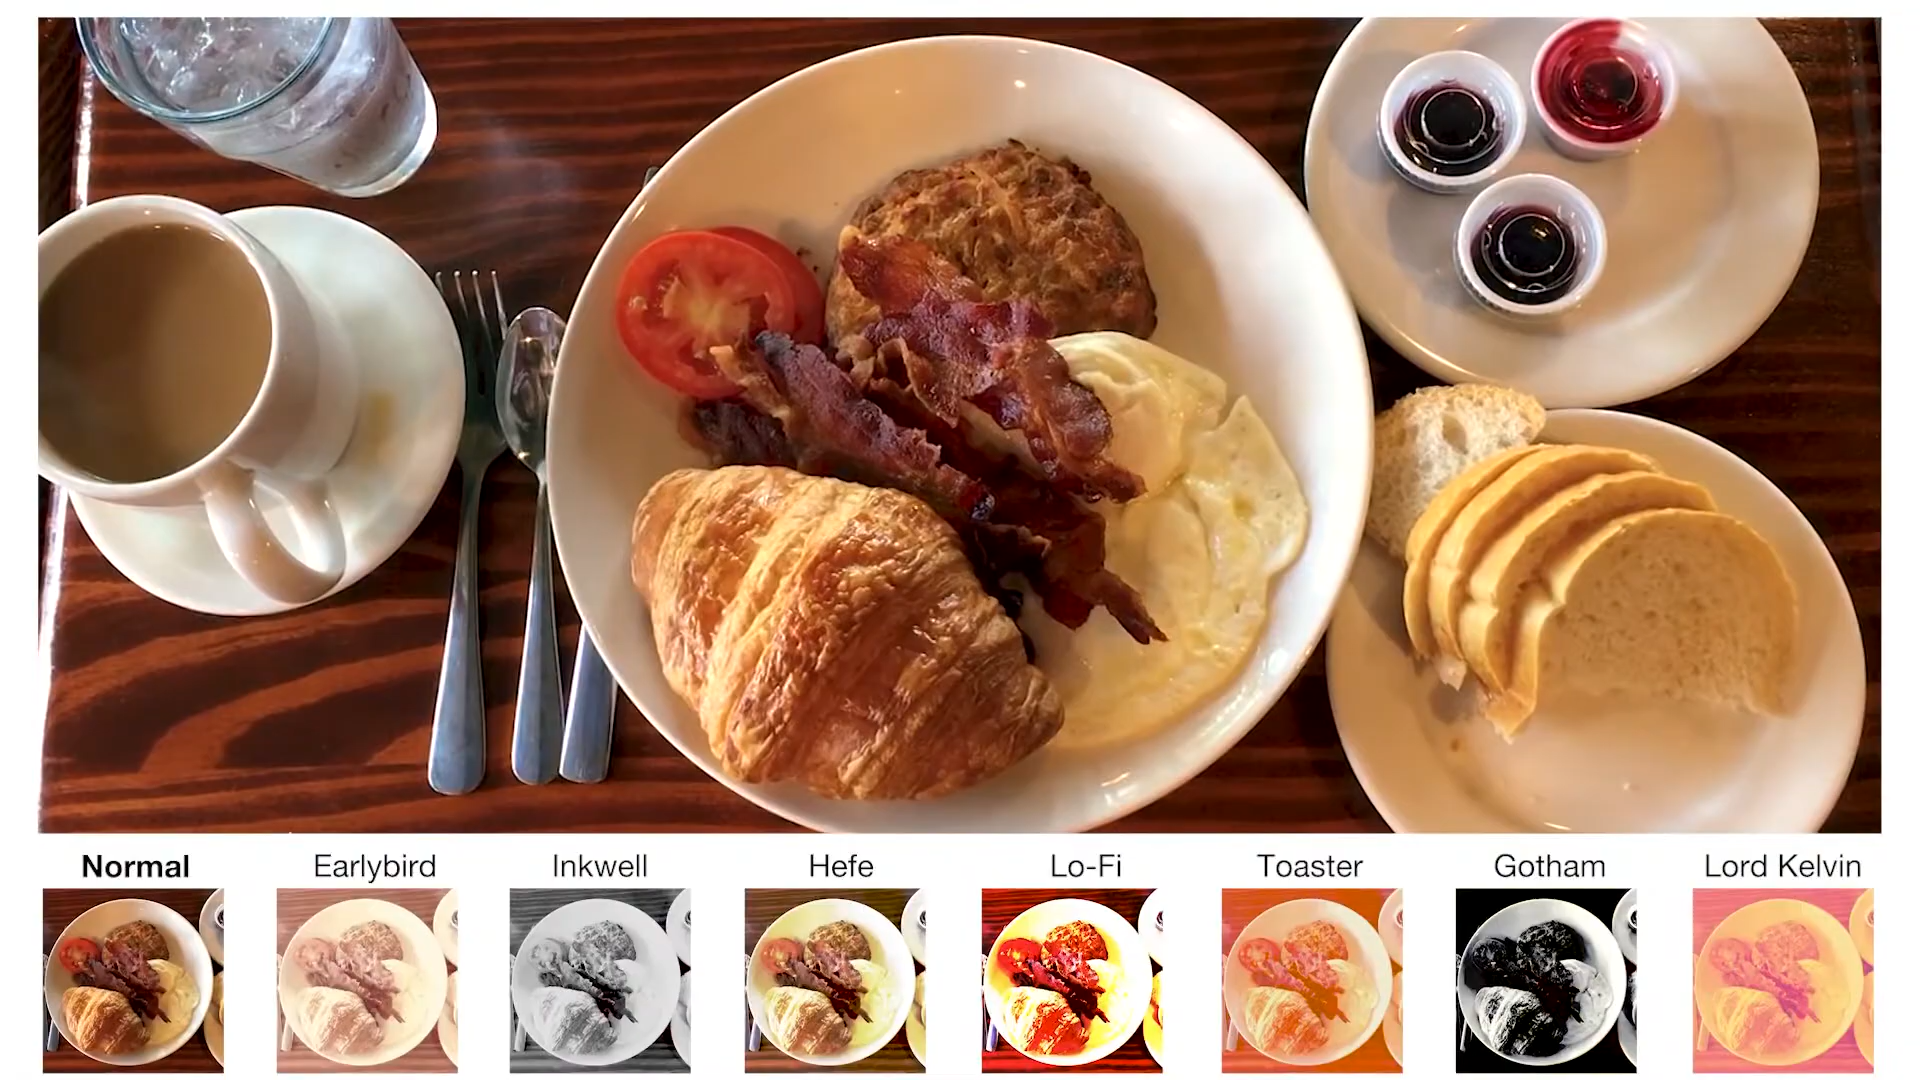 Normal
Earlybird
Inkwell
Hefe
Lo-Fi
Toaster
Gotham
Lord Kelvin